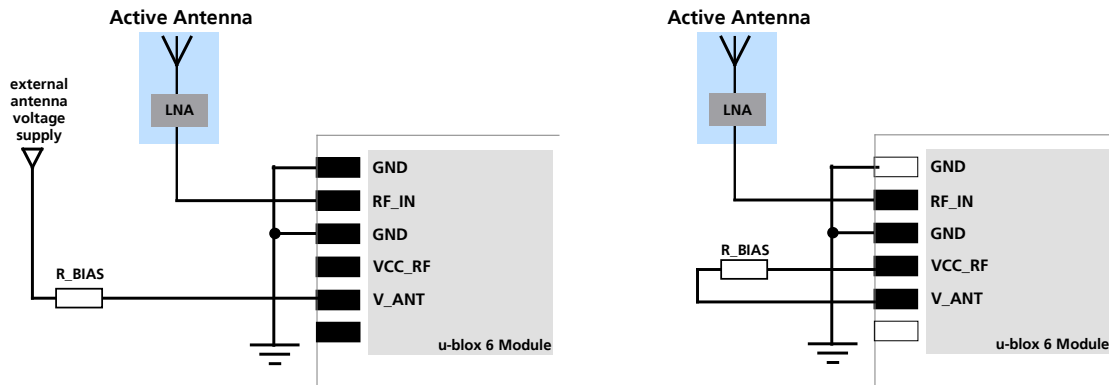 Active Antenna
external
antenna
voltage
supply
LNA
GND
RF_IN
GND
VCC_RF
R_BIAS
V_ANT
u-blox 6 Module
Active Antenna
LNA
GND
RF_IN
GND
R_BIAS
VCC_RF
V_ANT
u-blox 6 Module